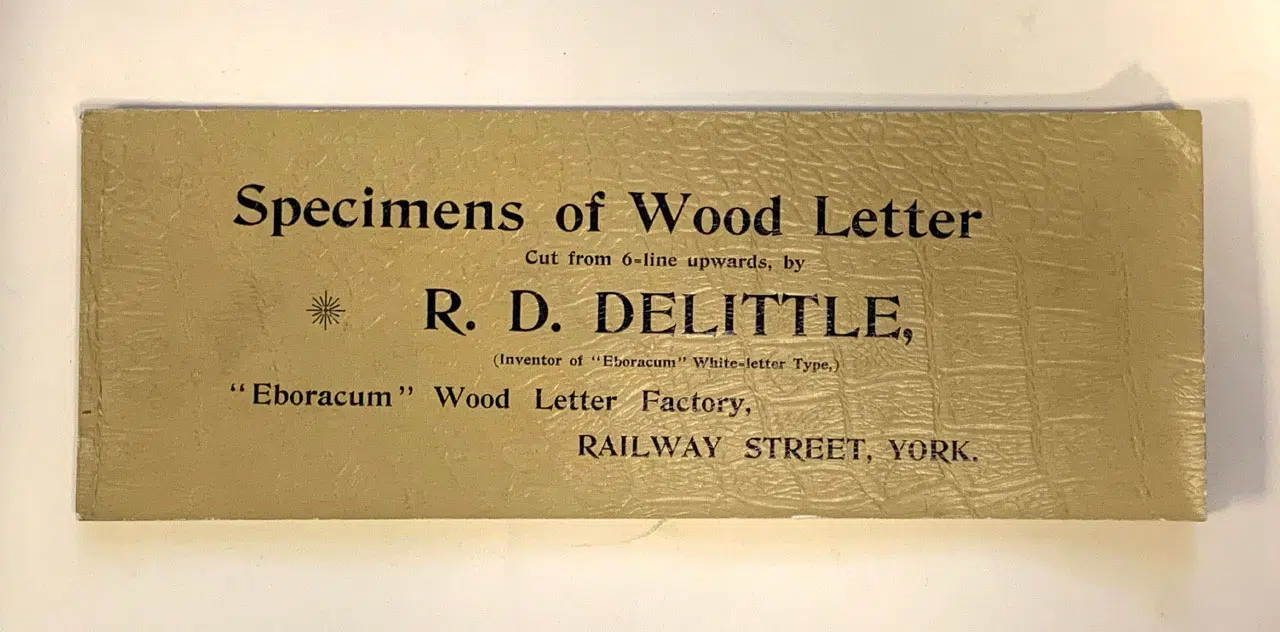 Specimens of Wood Letter
Cut from 6-line upwards, by
R. D. DELITTLE,
(Inventor of “Eboracum” White-letter Type,)
“Eboracum” Wood Letter Factory,
RAILWAY STREET, YORK.